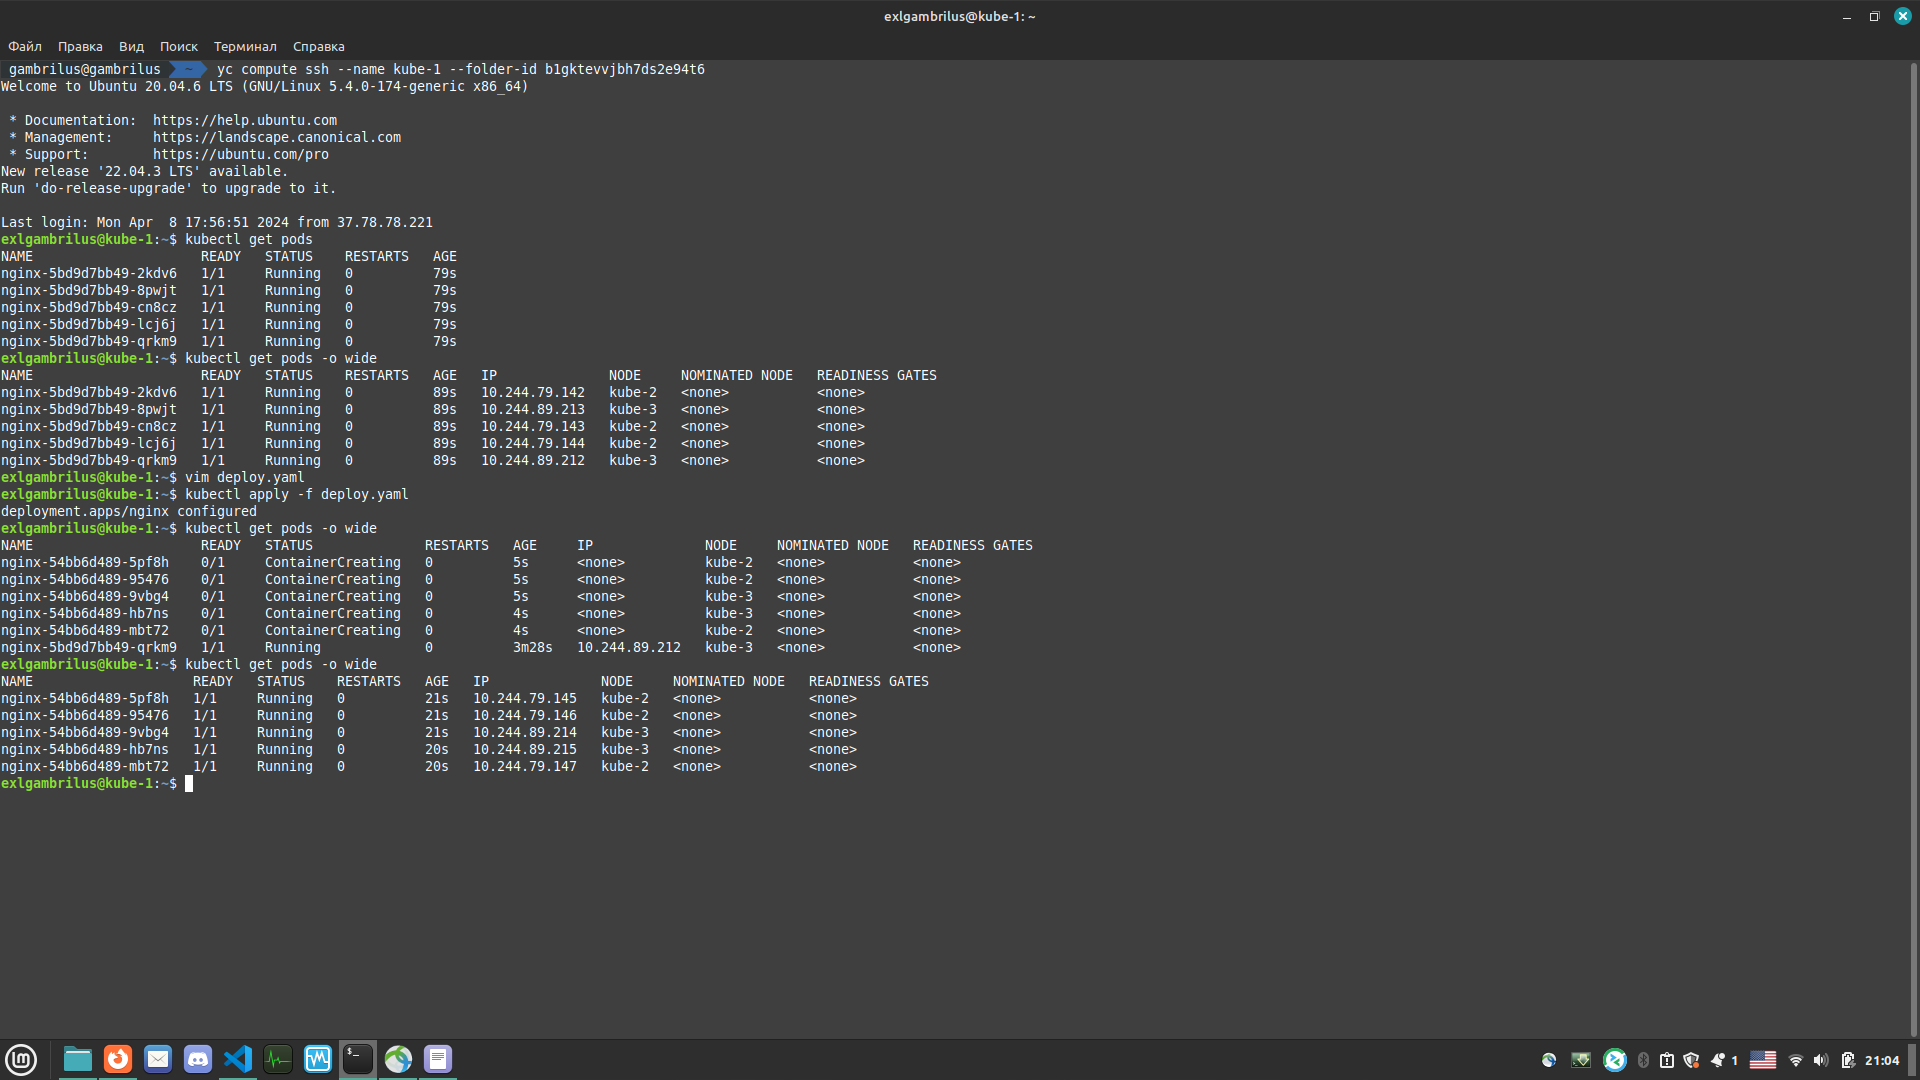 exlgambrilus@kube-1: ~
Файл Правка Вид Поиск Терминал Справка
gambrilus@gambrilus ~ yc compute ssh --name kube-1 --folder-id b1gktevvjbh7ds2e94t6
Welcome to Ubuntu 20.04.6 LTS (GNU/Linux 5.4.0-174-generic x86_64)
* Documentation: https://help.ubuntu.com
* Management: https://landscape.canonical.com
* Support: https://ubuntu.com/pro
New release '22.04.3 LTS' available.
Run 'do-release-upgrade' to upgrade to it.
Last login: Mon Apr 8 17:56:51 2024 from 37.78.78.221
exlgambrilus@kube-1:~$ kubectl get pods
NAME READY STATUS RESTARTS AGE
nginx-5bd9d7bb49-2kdv6 1/1 Running 0 79s
nginx-5bd9d7bb49-8pwjt 1/1 Running 0 79s
nginx-5bd9d7bb49-cn8cz 1/1 Running 0 79s
nginx-5bd9d7bb49-lcj6j 1/1 Running 0 79s
nginx-5bd9d7bb49-qrkm9 1/1 Running 0 79s
exlgambrilus@kube-1:~$ kubectl get pods -o wide
NAME READY STATUS RESTARTS AGE IP NODE NOMINATED NODE READINESS GATES
nginx-5bd9d7bb49-2kdv6 1/1 Running 0 89s 10.244.79.142 kube-2 <none> <none>
nginx-5bd9d7bb49-8pwjt 1/1 Running 0 89s 10.244.89.213 kube-3 <none> <none>
nginx-5bd9d7bb49-cn8cz 1/1 Running 0 89s 10.244.79.143 kube-2 <none> <none>
nginx-5bd9d7bb49-lcj6j 1/1 Running 0 89s 10.244.79.144 kube-2 <none> <none>
nginx-5bd9d7bb49-qrkm9 1/1 Running 0 89s 10.244.89.212 kube-3 <none> <none>
exlgambrilus@kube-1:~$ vim deploy.yaml
exlgambrilus@kube-1:~$ kubectl apply -f deploy.yaml
deployment.apps/nginx configured
exlgambrilus@kube-1:~$ kubectl get pods -o wide
NAME READY STATUS RESTARTS AGE IP NODE NOMINATED NODE READINESS GATES
nginx-54bb6d489-5pf8h 0/1 ContainerCreating 0 5s <none> kube-2 <none> <none>
nginx-54bb6d489-95476 0/1 ContainerCreating 0 5s <none> kube-2 <none> <none>
nginx-54bb6d489-9vbg4 0/1 ContainerCreating 0 5s <none> kube-3 <none> <none>
nginx-54bb6d489-hb7ns 0/1 ContainerCreating 0 4s <none> kube-3 <none> <none>
nginx-54bb6d489-mbt72 0/1 ContainerCreating 0 4s <none> kube-2 <none> <none>
nginx-5bd9d7bb49-qrkm9 1/1 Running 0 3m28s 10.244.89.212 kube-3 <none> <none>
exlgambrilus@kube-1:~$ kubectl get pods -o wide
NAME READY STATUS RESTARTS AGE IP NODE NOMINATED NODE READINESS GATES
nginx-54bb6d489-5pf8h 1/1 Running 0 21s 10.244.79.145 kube-2 <none> <none>
nginx-54bb6d489-95476 1/1 Running 0 21s 10.244.79.146 kube-2 <none> <none>
nginx-54bb6d489-9vbg4 1/1 Running 0 21s 10.244.89.214 kube-3 <none> <none>
nginx-54bb6d489-hb7ns 1/1 Running 0 20s 10.244.89.215 kube-3 <none> <none>
nginx-54bb6d489-mbt72 1/1 Running 0 20s 10.244.79.147 kube-2 <none> <none>
exlgambrilus@kube-1:~$
1 21:04